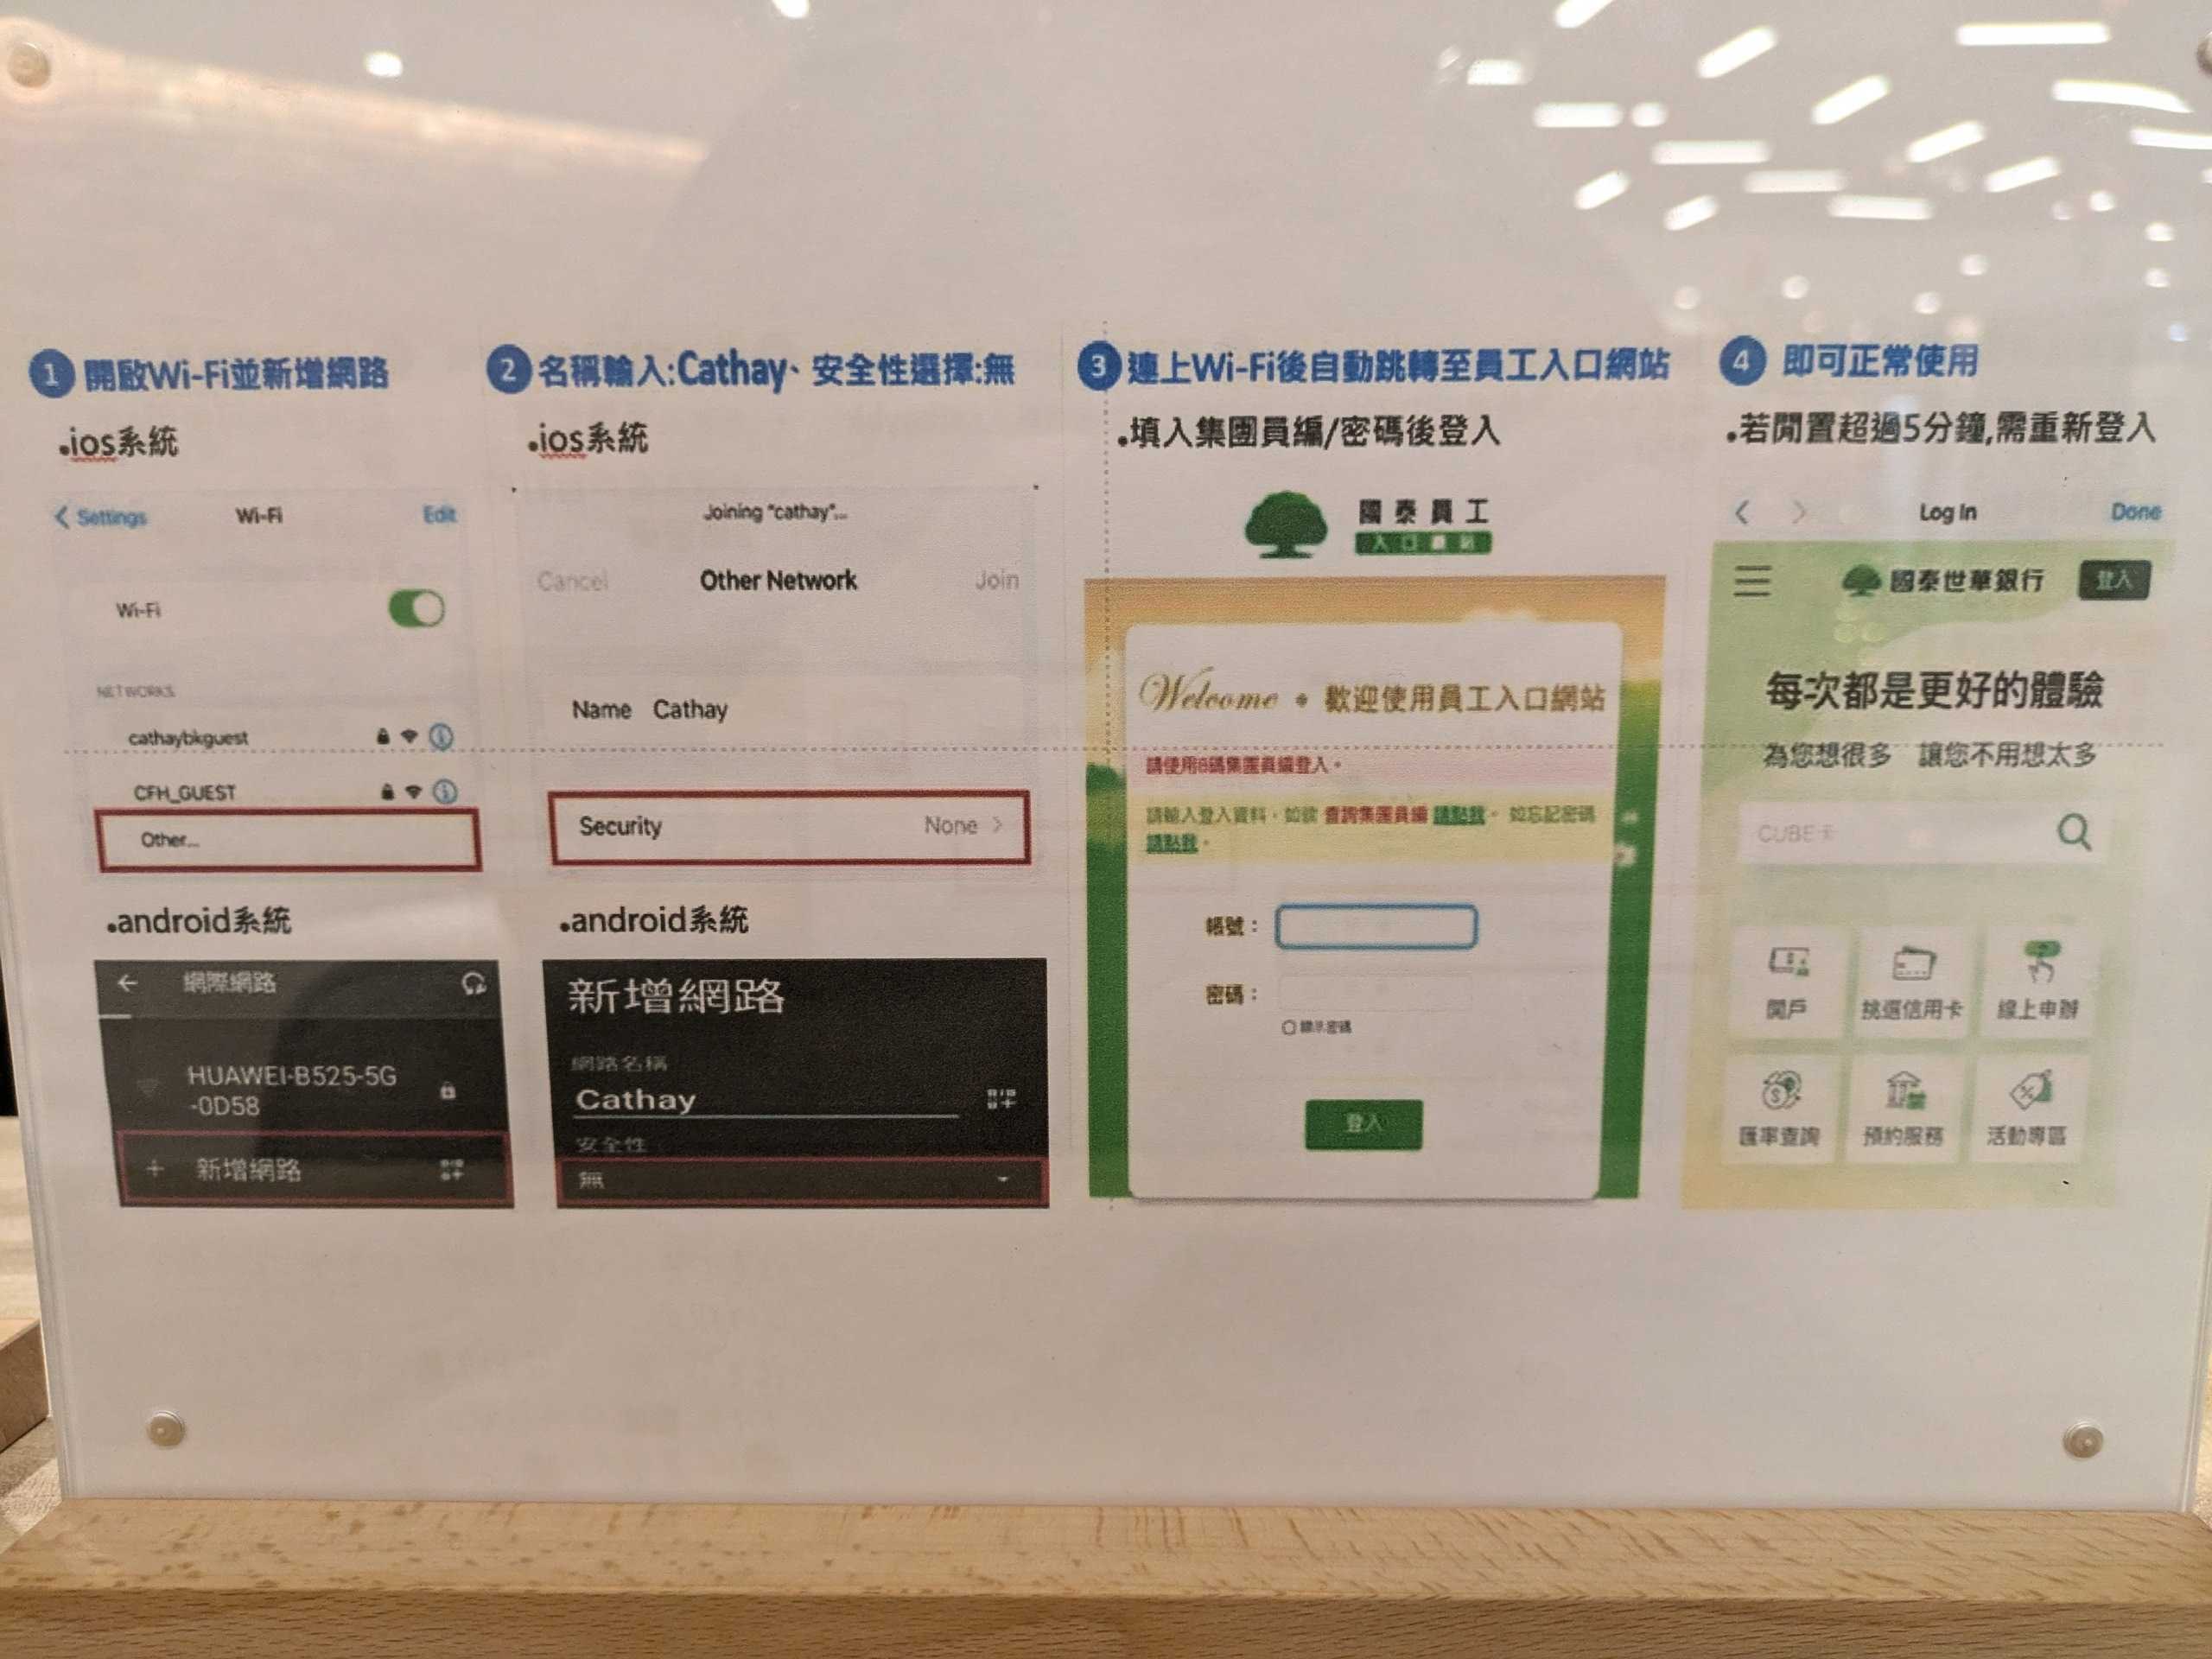 1 開啟Wi-Fi並新增網路
.ios系統
Settings Wi-Fi Edit
Wi-Fi
NETWORKS
cathaybkguest
CFH_GUEST
Other...
.android系統
網際網路
HUAWEI-B525-5G
-0D58
新增網路
2 名稱輸入:Cathay、安全性選擇:無
.ios系統
Joining "cathay"...
Cancel Other Network Join
Name Cathay
Security None
.android系統
新增網路
網路名稱
Cathay
安全性
無
3 連上Wi-Fi後自動跳轉至員工入口網站
.填入集團員編/密碼後登入
國泰員工
入口網站
Welcome • 歡迎使用員工入口網站
請使用8碼集團員編登入。
請輸入登入資料。如欲 查詢集團員編 請點我。 如忘記密碼
請點我。
帳號：
密碼：
顯示密碼
登入
4 即可正常使用
.若閒置超過5分鐘,需重新登入
Log In Done
國泰世華銀行 登入
每次都是更好的體驗
為您想很多 讓您不用想太多
CUBE卡
開戶 挑選信用卡 線上申辦
匯率查詢 預約服務 活動專區